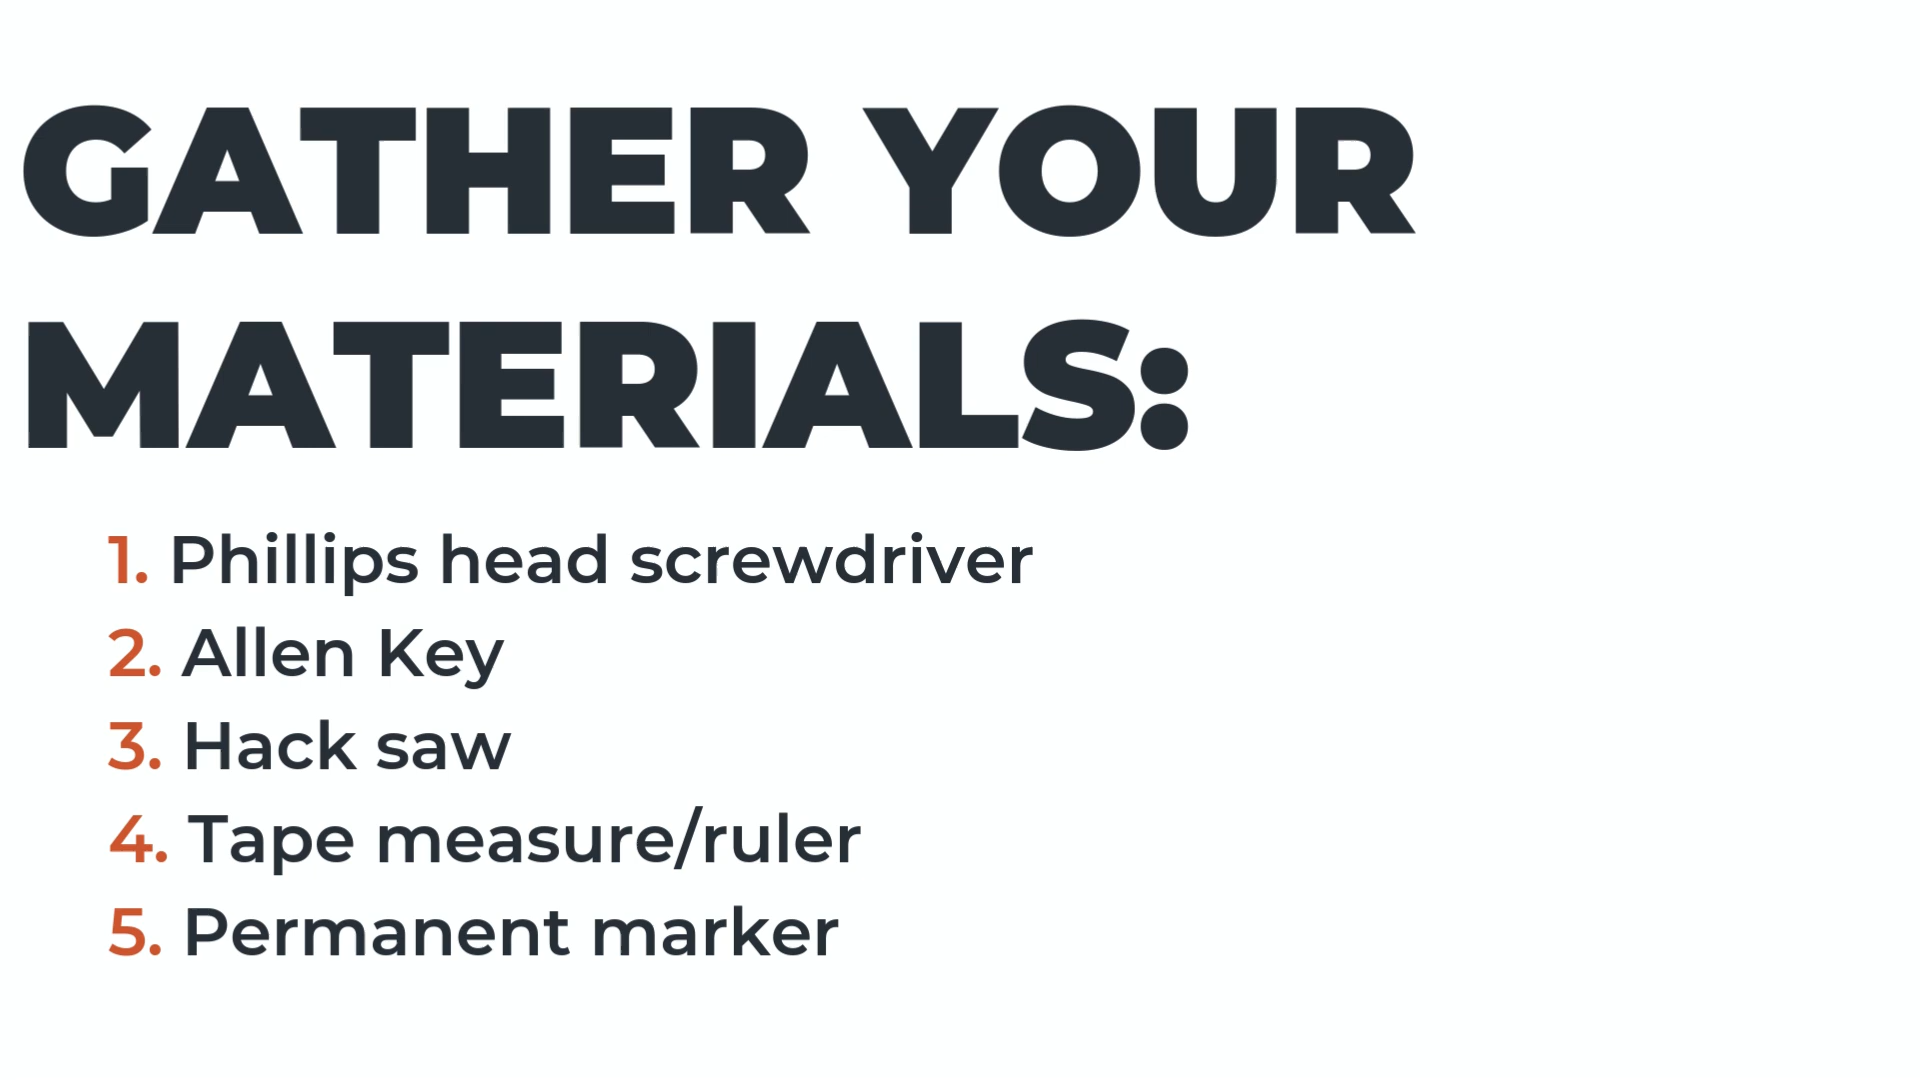 GATHER YOUR
MATERIALS:
1. Phillips head screwdriver
2. Allen Key
3. Hack saw
4. Tape measure/ruler
5. Permanent marker